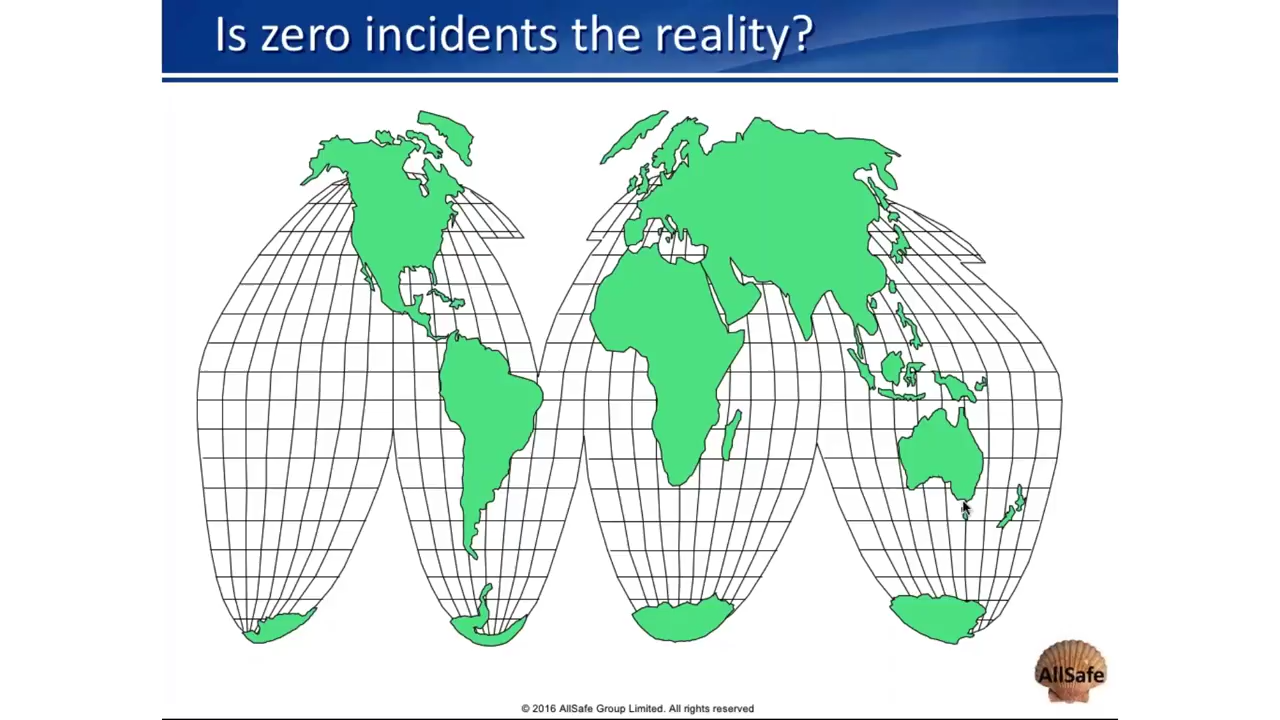 Is zero incidents the reality?
AllSafe
© 2016 AllSafe Group Limited. All rights reserved